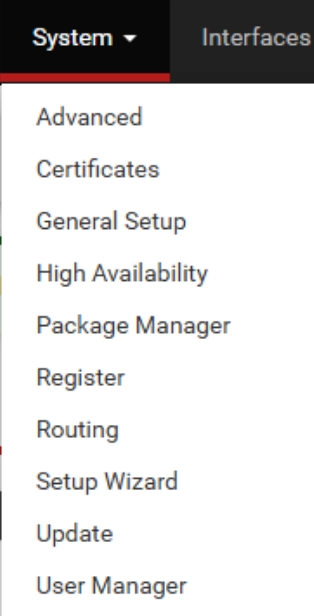 System Interfaces
Advanced
Certificates
General Setup
High Availability
Package Manager
Register
Routing
Setup Wizard
Update
User Manager